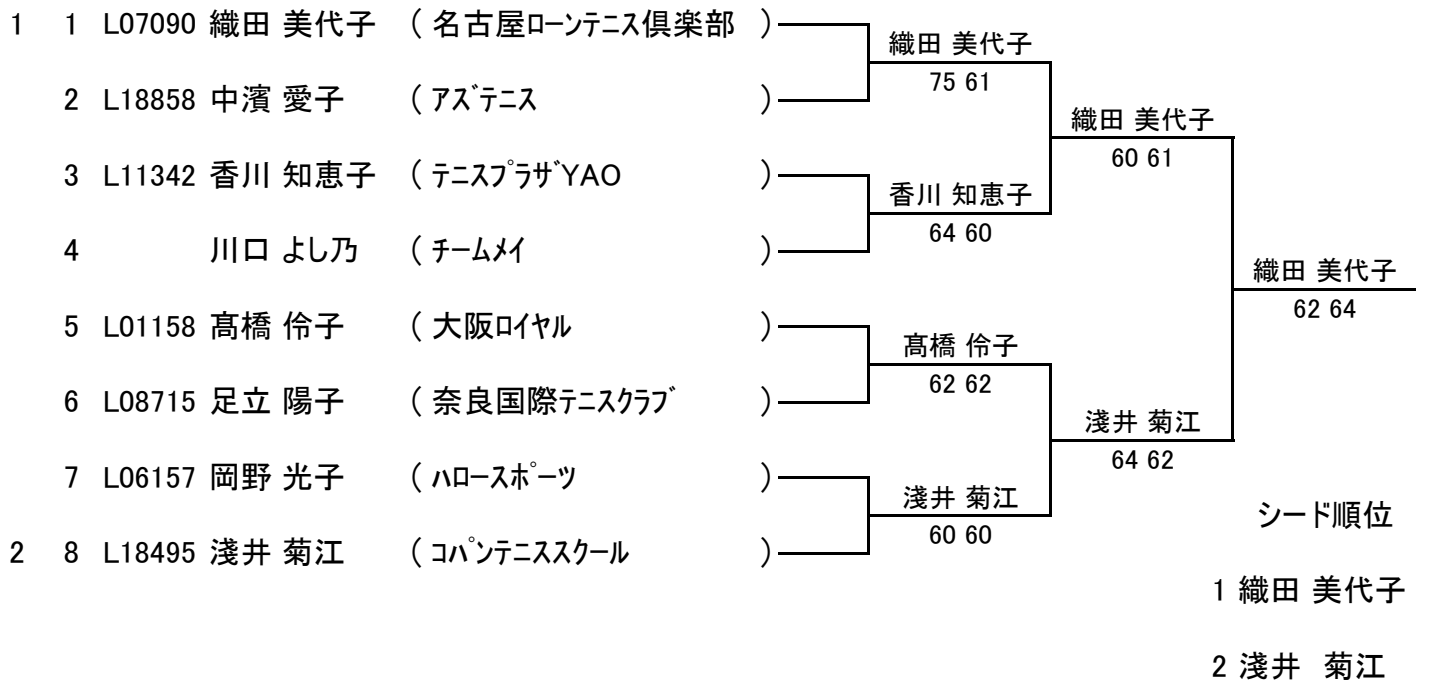 1 1 L07090 織田 美代子 ( 名古屋ﾛｰﾝﾃﾆｽ倶楽部 )
織田 美代子
75 61
2 L18858 中濱 愛子 ( ｱｽﾞﾃﾆｽ )
織田 美代子
60 61
3 L11342 香川 知恵子 ( ﾃﾆｽﾌﾟﾗｻﾞYAO )
香川 知恵子
64 60
4 川口 よし乃 ( ﾁｰﾑﾒｲ )
織田 美代子
62 64
5 L01158 髙橋 伶子 ( 大阪ﾛｲﾔﾙ )
髙橋 伶子
62 62
6 L08715 足立 陽子 ( 奈良国際ﾃﾆｽｸﾗﾌﾞ )
淺井 菊江
64 62
7 L06157 岡野 光子 ( ﾊﾛｰｽﾎﾟｰﾂ )
淺井 菊江
60 60
2 8 L18495 淺井 菊江 ( ｺﾊﾟﾝﾃﾆｽｽｸｰﾙ )
シード順位
1 織田 美代子
2 淺井　菊江